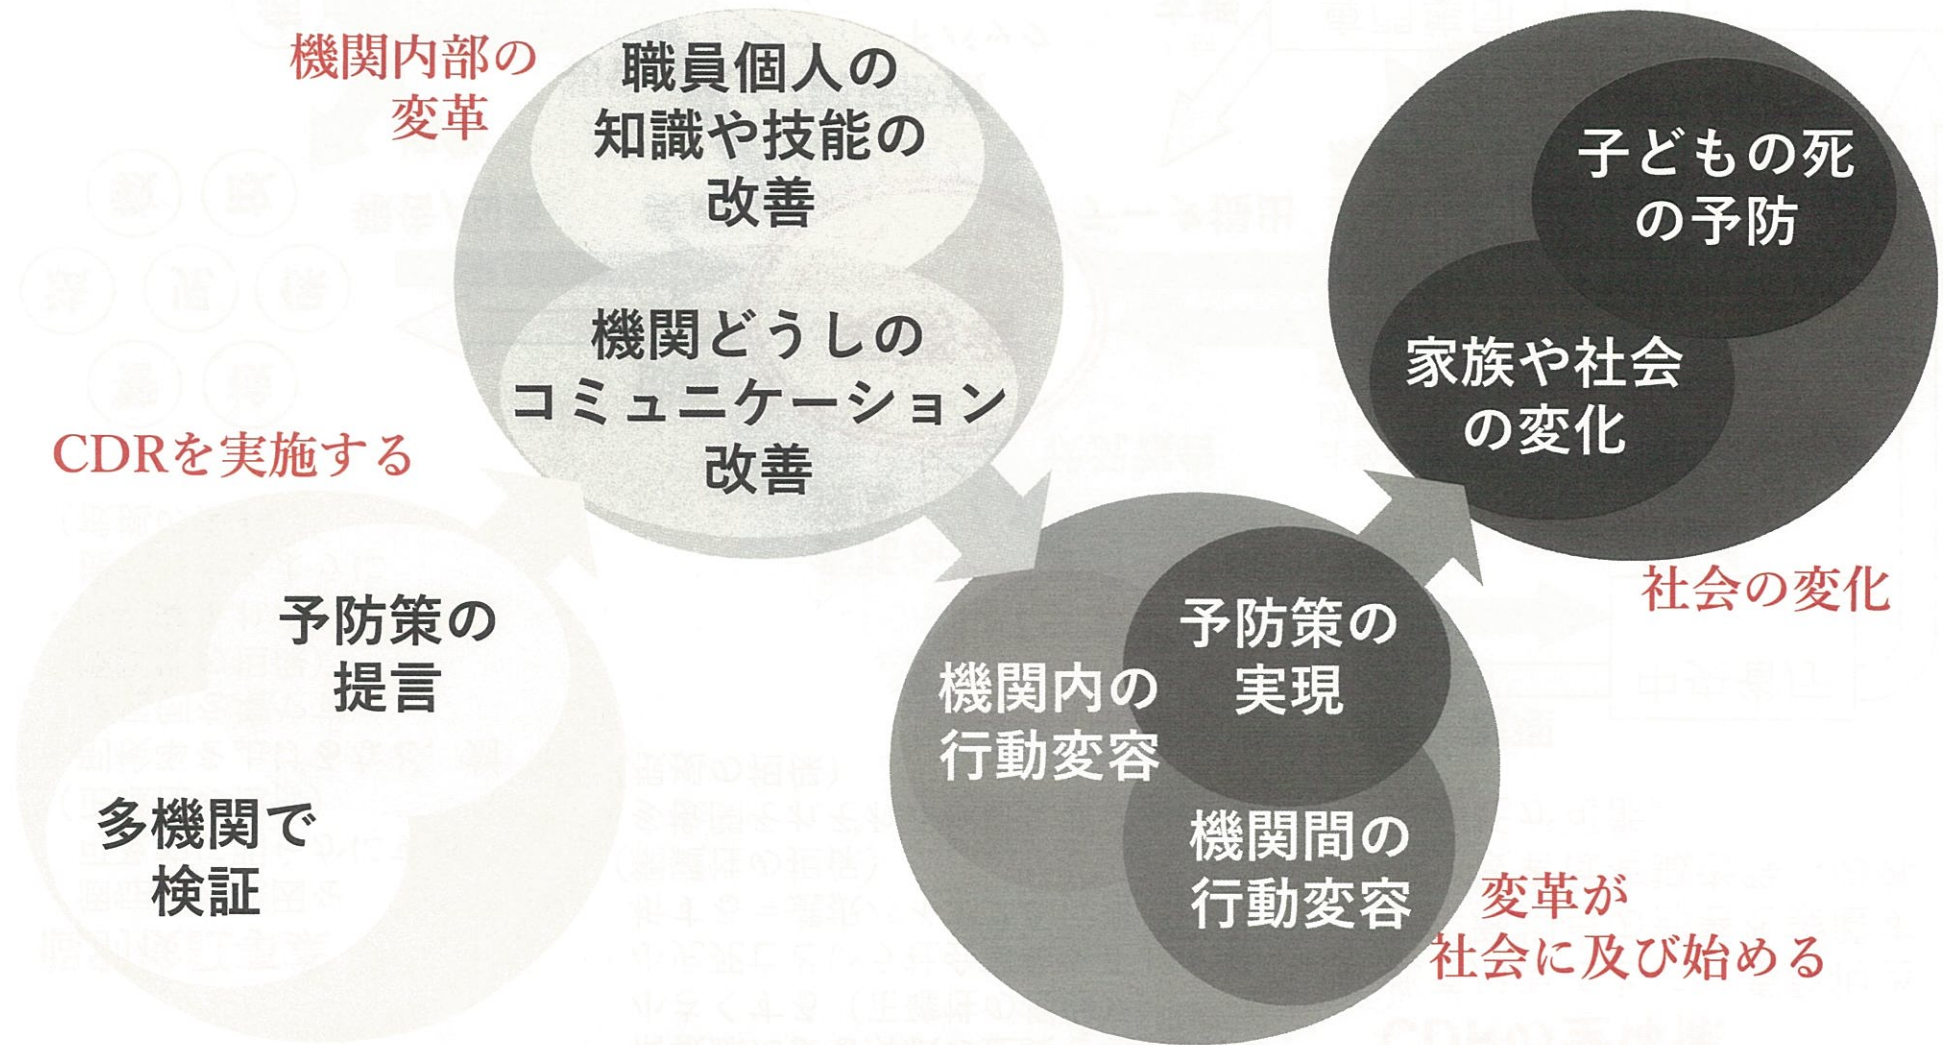 CDRを実施する
予防策の
提言
多機関で
検証
機関内部の
変革
職員個人の
知識や技能の
改善
機関どうしの
コミュニケーション
改善
機関内の
行動変容
予防策の
実現
機関間の
行動変容
変革が
社会に及び始める
子どもの死
の予防
家族や社会
の変化
社会の変化